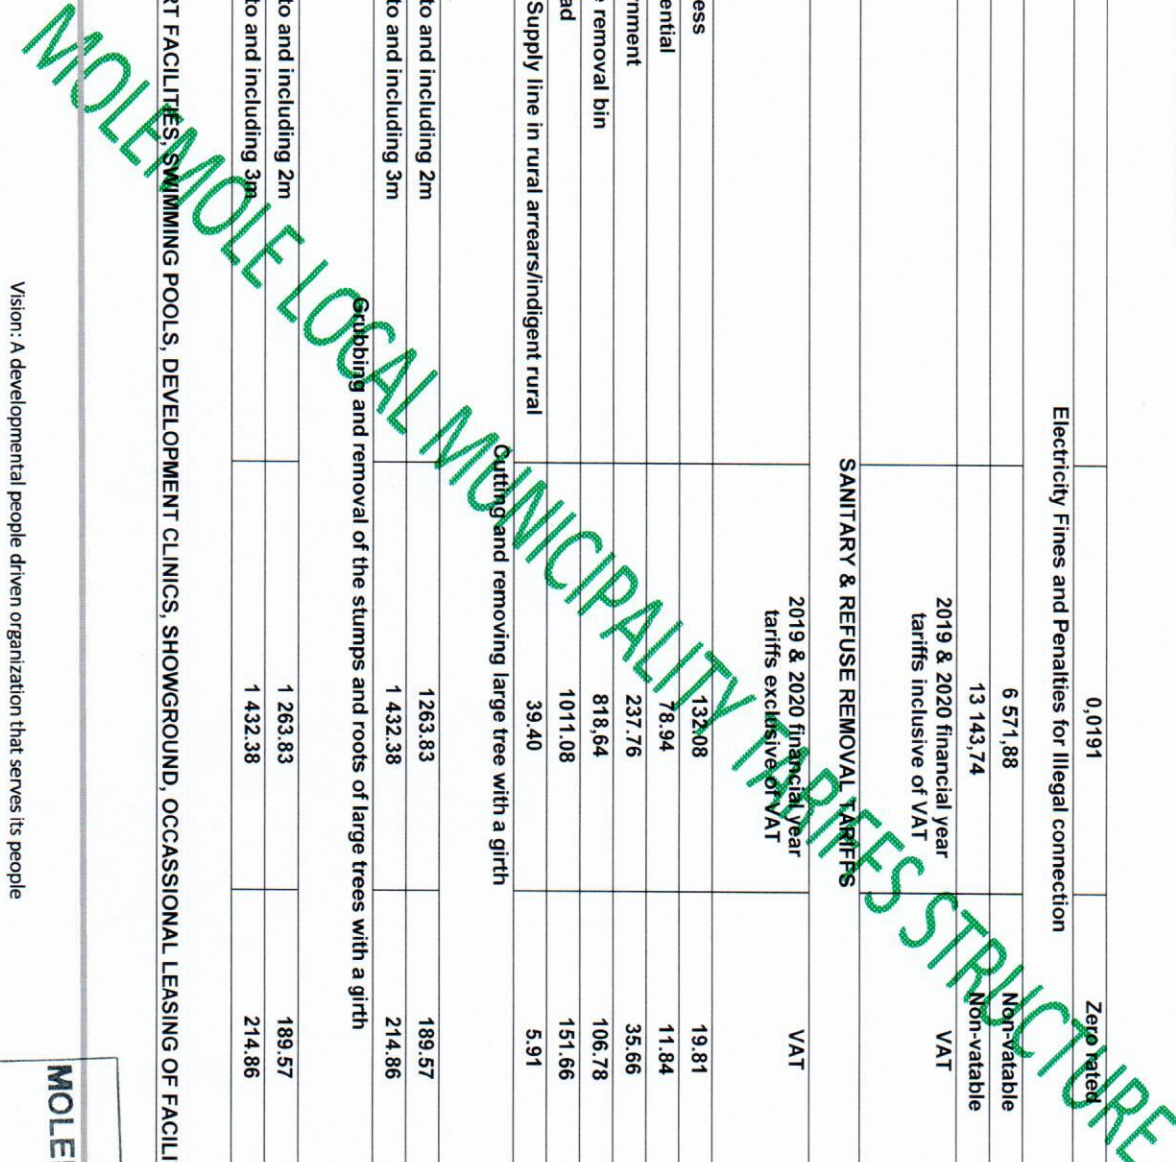 0,0191 Zero rated
Electricity Fines and Penalties for Illegal connection
6 571,88 Non-vatable
13 143,74 Non-vatable
2019 & 2020 financial year
tariffs inclusive of VAT VAT
SANITARY & REFUSE REMOVAL TARIFFS
2019 & 2020 financial year
tariffs exclusive of VAT VAT
ess 132.08 19.81
ential 78.94 11.84
rnment 237.76 35.66
e removal bin 818,64 106.78
ad 1011.08 151.66
Supply line in rural arrears/indigent rural 39.40 5.91
Cutting and removing large tree with a girth
to and including 2m 1263.83 189.57
to and including 3m 1 432.38 214.86
Grubbing and removal of the stumps and roots of large trees with a girth
to and including 2m 1 263.83 189.57
to and including 3m 1 432.38 214.86
RT FACILITIES, SWIMMING POOLS, DEVELOPMENT CLINICS, SHOWGROUND, OCCASSIONAL LEASING OF FACILI
Vision: A developmental people driven organization that serves its people
MOLE
MOLEMOLE LOCAL MUNICIPALITY TARIFFS STRUCTURE